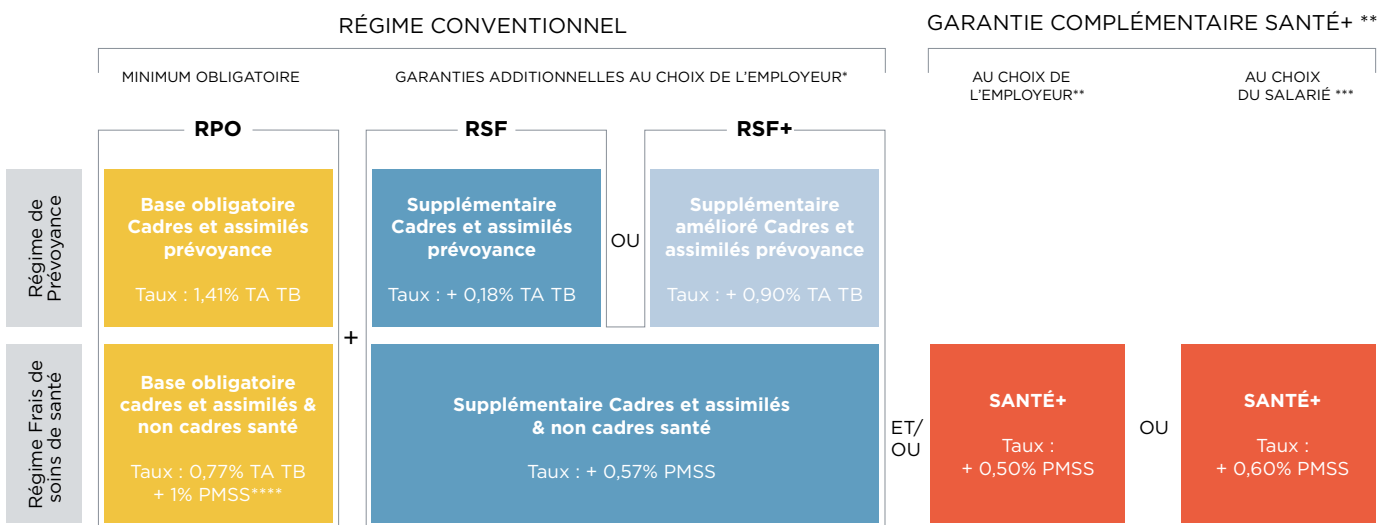 RÉGIME CONVENTIONNEL
GARANTIE COMPLÉMENTAIRE SANTÉ+ **
MINIMUM OBLIGATOIRE
GARANTIES ADDITIONNELLES AU CHOIX DE L'EMPLOYEUR*
AU CHOIX DE
L'EMPLOYEUR**
AU CHOIX
DU SALARIÉ ***
RPO
RSF
RSF+
Régime de
Prévoyance
Base obligatoire
Cadres et assimilés
prévoyance
Taux : 1,41% TA TB
Supplémentaire
Cadres et assimilés
prévoyance
Taux : + 0,18% TA TB
OU
Supplémentaire
amélioré Cadres et
assimilés prévoyance
Taux : + 0,90% TA TB
+
Régime Frais de
soins de santé
Base obligatoire
cadres et assimilés &
non cadres santé
Taux : 0,77% TA TB
+ 1% PMSS****
Supplémentaire Cadres et assimilés
& non cadres santé
Taux : + 0,57% PMSS
ET/
OU
SANTÉ+
Taux :
+ 0,50% PMSS
OU
SANTÉ+
Taux :
+ 0,60% PMSS